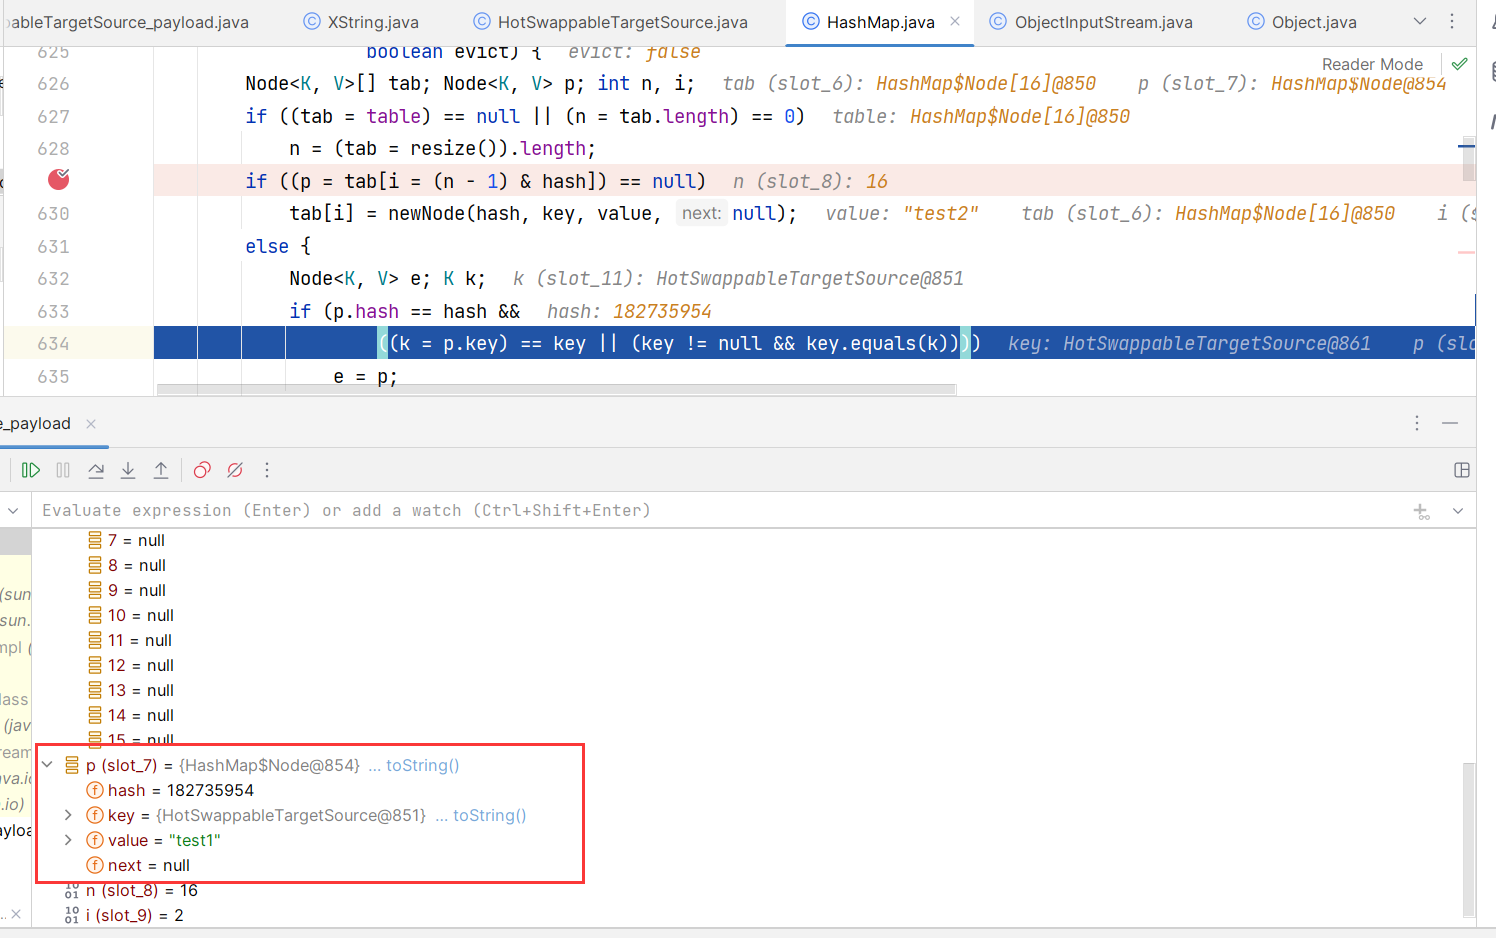 ableTargetSource_payload.java XString.java HotSwappableTargetSource.java HashMap.java ObjectInputStream.java Object.java
625 boolean evict) { evict: false
Reader Mode
626 Node<K, V>[] tab; Node<K, V> p; int n, i; tab (slot_6): HashMap$Node[16]@850 p (slot_7): HashMap$Node@854
627 if ((tab = table) == null || (n = tab.length) == 0) table: HashMap$Node[16]@850
628 n = (tab = resize()).length;
if ((p = tab[i = (n - 1) & hash]) == null) n (slot_8): 16
630 tab[i] = newNode(hash, key, value, next: null); value: "test2" tab (slot_6): HashMap$Node[16]@850 i (s
631 else {
632 Node<K, V> e; K k; k (slot_11): HotSwappableTargetSource@851
633 if (p.hash == hash && hash: 182735954
634 ((k = p.key) == key || (key != null && key.equals(k)))) key: HotSwappableTargetSource@861 p (slo
635 e = p;
e_payload
Evaluate expression (Enter) or add a watch (Ctrl+Shift+Enter)
7 = null
8 = null
9 = null
(sun
10 = null
sun.
11 = null
mpl (
12 = null
13 = null
lass
14 = null
(jav
15 = null
ream
p (slot_7) = {HashMap$Node@854} ... toString()
va.io
hash = 182735954
.io)
key = {HotSwappableTargetSource@851} ... toString()
ayloa
value = "test1"
next = null
n (slot_8) = 16
i (slot_9) = 2